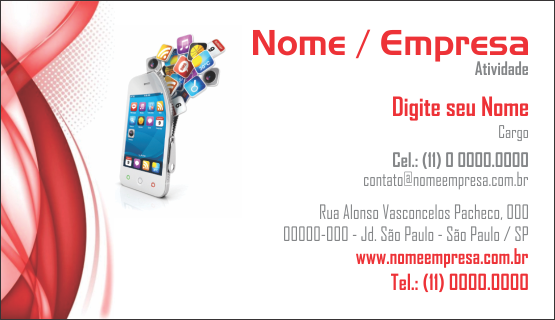 Nome / Empresa
Atividade
Digite seu Nome
Cargo
Cel.: (11) 0 0000.0000
contato@nomeempresa.com.br
Rua Alonso Vasconcelos Pacheco, 000
00000-000 - Jd. São Paulo - São Paulo / SP
www.nomeempresa.com.br
Tel.: (11) 0000.0000